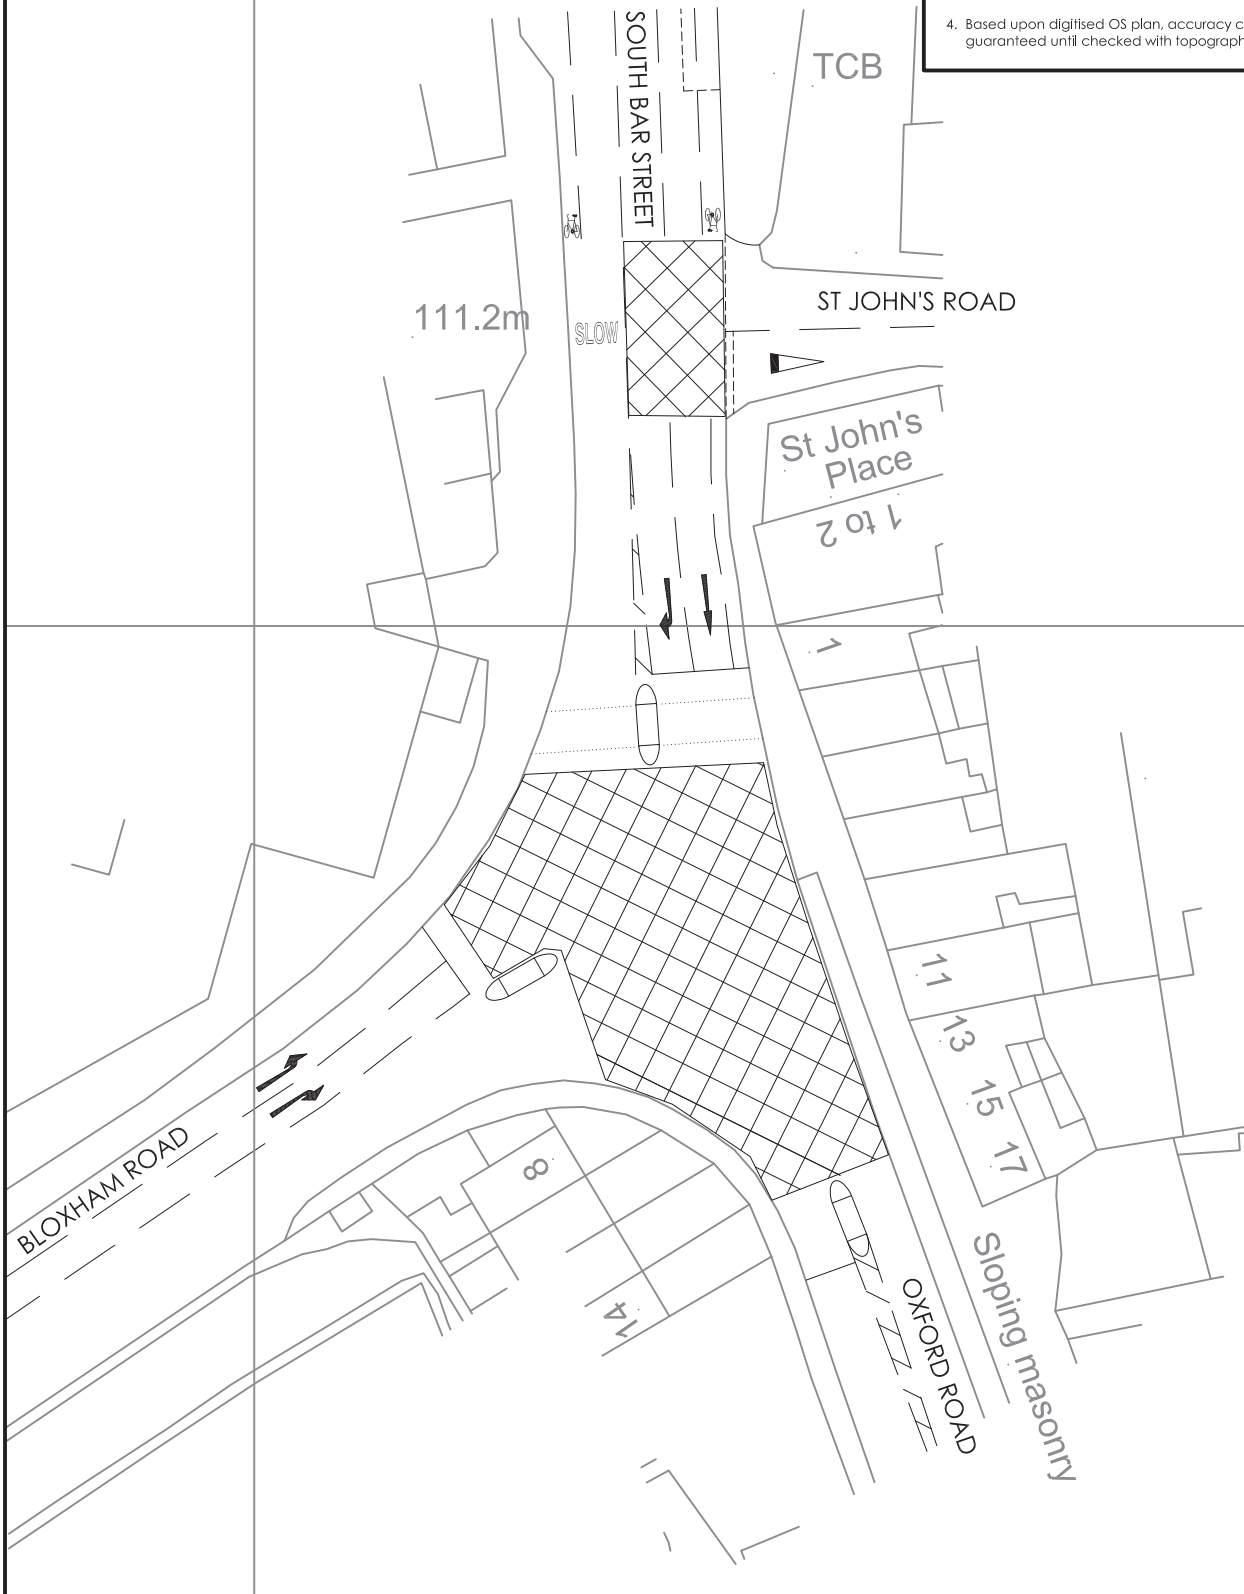 4. Based upon digitised OS plan, accuracy c
guaranteed until checked with topograph
SOUTH BAR STREET
TCB
ST JOHN'S ROAD
111.2m
SLOW
St John's
Place
1 to 2
1
11
13
15
17
BLOXHAM ROAD
8
14
OXFORD ROAD
Sloping masonry